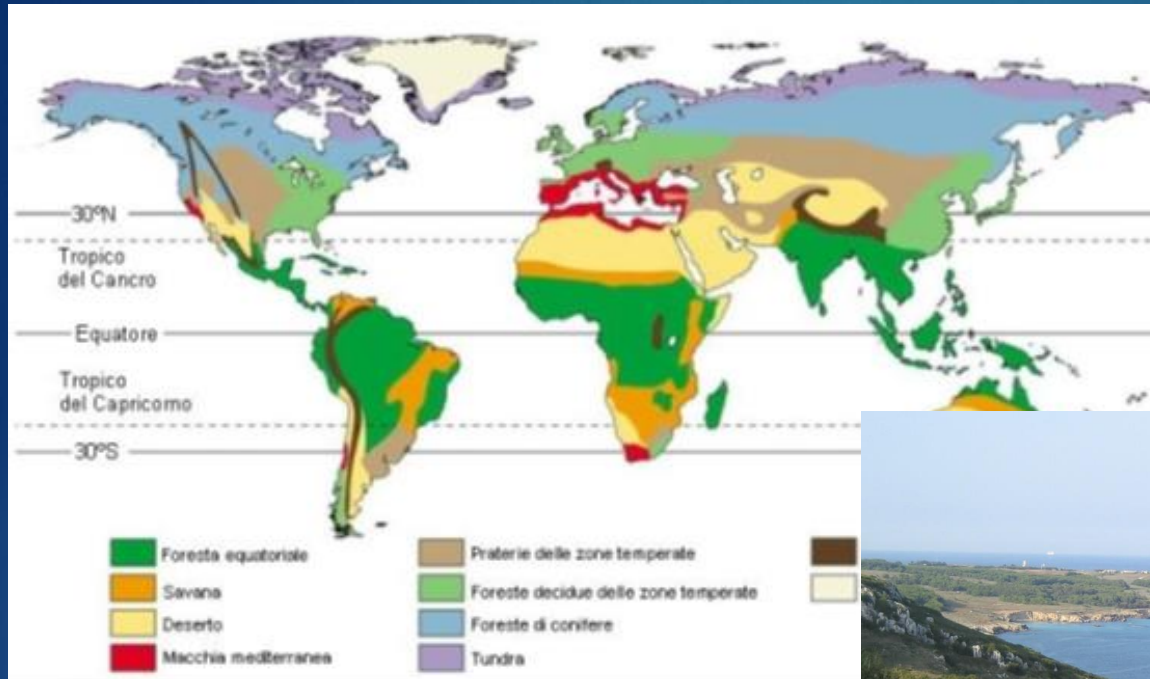 30ºN
Tropico
del Cancro
Equatore
Tropico
del Capricorno
30ºS
Foresta equatoriale
Savana
Deserto
Macchia mediterranea
Praterie delle zone temperate
Foreste decidue delle zone temperate
Foreste di conifere
Tundra